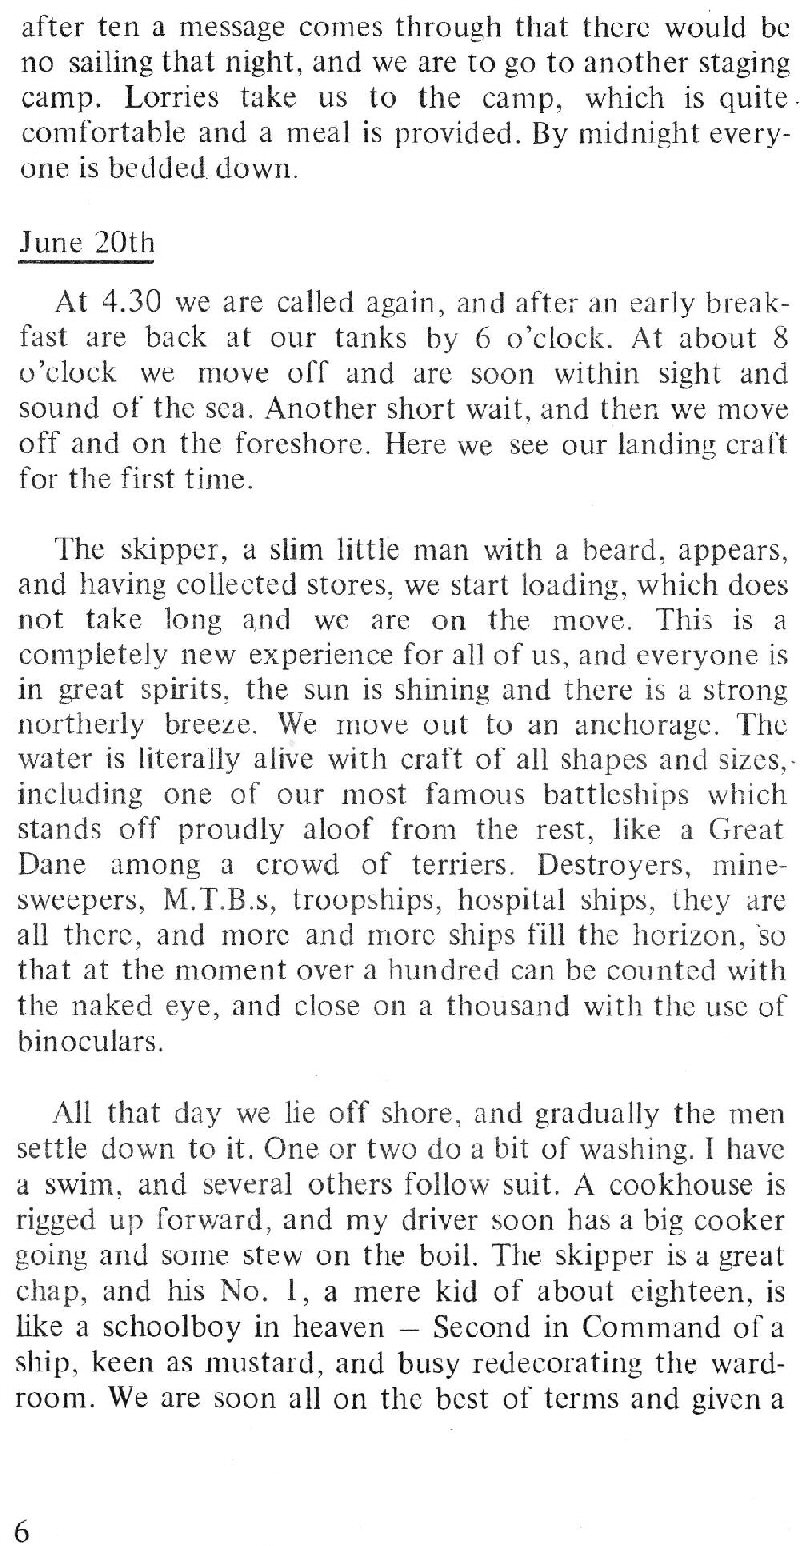 after ten a message comes through that there would be
no sailing that night, and we are to go to another staging
camp. Lorries take us to the camp, which is quite
comfortable and a meal is provided. By midnight every-
one is bedded down.
June 20th
At 4.30 we are called again, and after an early break-
fast are back at our tanks by 6 o'clock. At about 8
o'clock we move off and are soon within sight and
sound of the sea. Another short wait, and then we move
off and on the foreshore. Here we see our landing craft
for the first time.
The skipper, a slim little man with a beard, appears,
and having collected stores, we start loading, which does
not take long and we are on the move. This is a
completely new experience for all of us, and everyone is
in great spirits, the sun is shining and there is a strong
northerly breeze. We move out to an anchorage. The
water is literally alive with craft of all shapes and sizes,
including one of our most famous battleships which
stands off proudly aloof from the rest, like a Great
Dane among a crowd of terriers. Destroyers, mine-
sweepers, M.T.B.s, troopships, hospital ships, they are
all there, and more and more ships fill the horizon, so
that at the moment over a hundred can be counted with
the naked eye, and close on a thousand with the use of
binoculars.
All that day we lie off shore, and gradually the men
settle down to it. One or two do a bit of washing. I have
a swim, and several others follow suit. A cookhouse is
rigged up forward, and my driver soon has a big cooker
going and some stew on the boil. The skipper is a great
chap, and his No. 1, a mere kid of about eighteen, is
like a schoolboy in heaven — Second in Command of a
ship, keen as mustard, and busy redecorating the ward-
room. We are soon all on the best of terms and given a
6